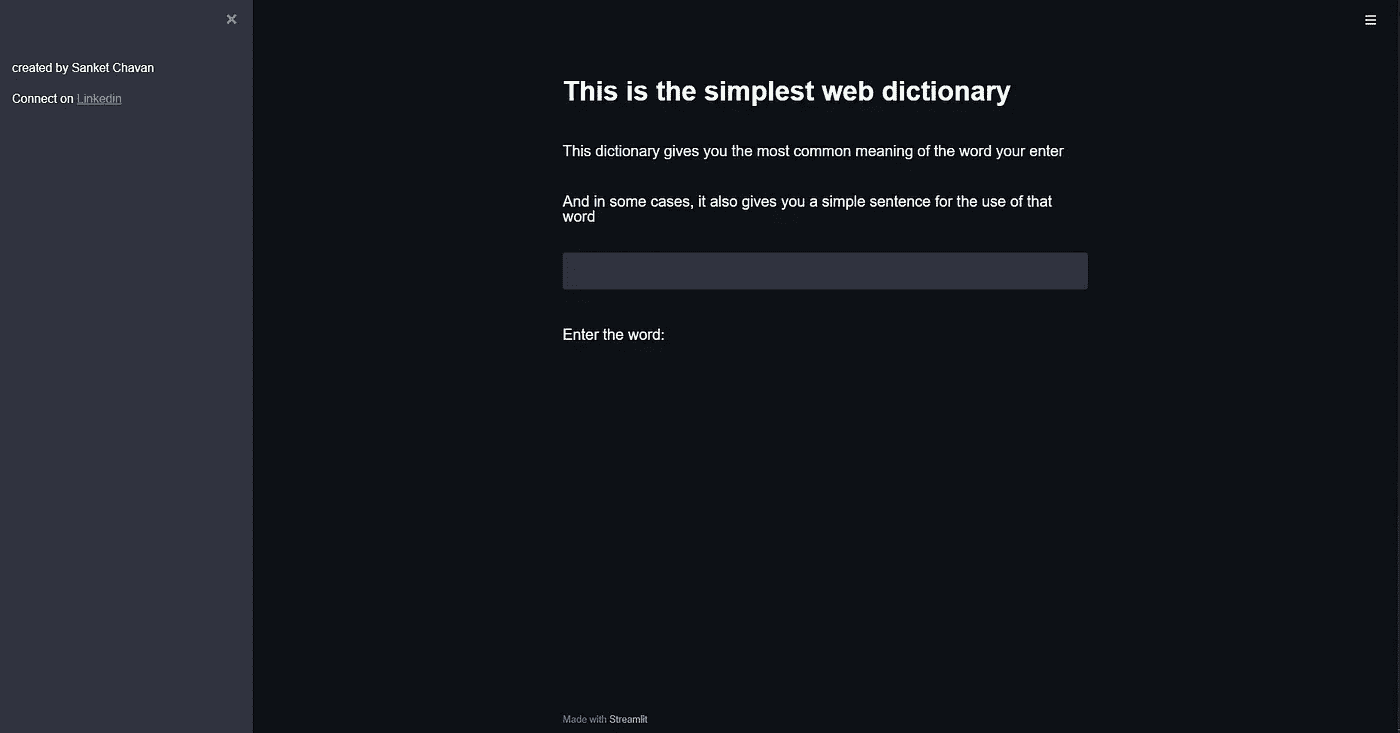 created by Sanket Chavan
Connect on Linkedin
This is the simplest web dictionary
This dictionary gives you the most common meaning of the word your enter
And in some cases, it also gives you a simple sentence for the use of that
word
Enter the word:
Made with Streamlit